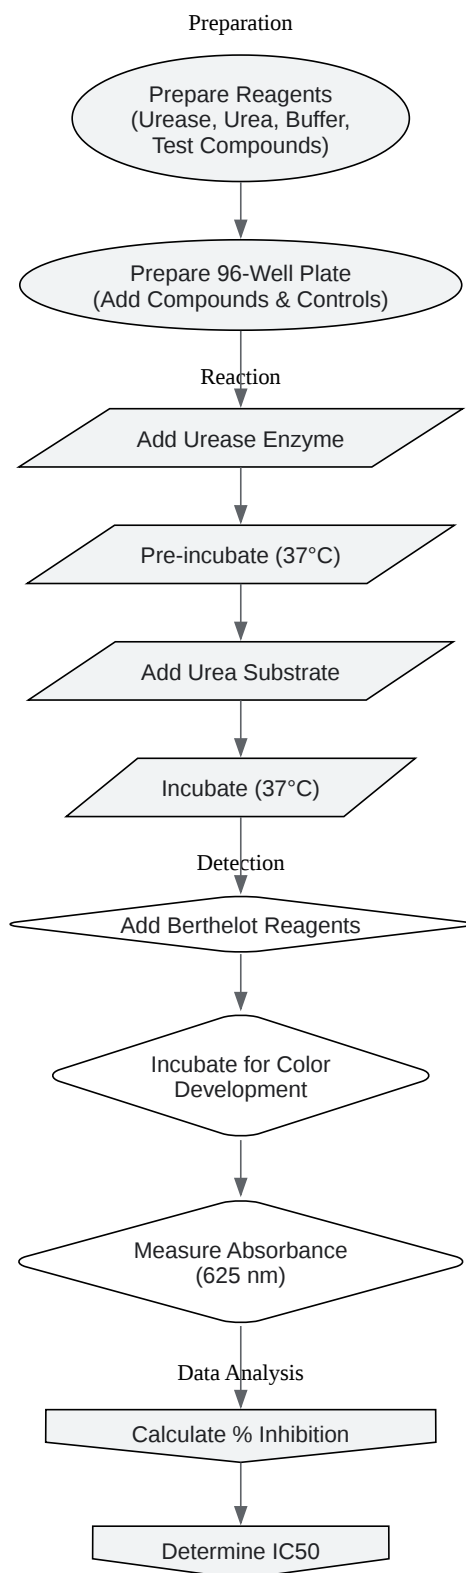 Preparation
Prepare Reagents
(Urease, Urea, Buffer,
Test Compounds)
Prepare 96-Well Plate
(Add Compounds & Controls)
Reaction
Add Urease Enzyme
Pre-incubate (37°C)
Add Urea Substrate
Incubate (37°C)
Detection
Add Berthelot Reagents
Incubate for Color
Development
Measure Absorbance
(625 nm)
Data Analysis
Calculate % Inhibition
Determine IC50